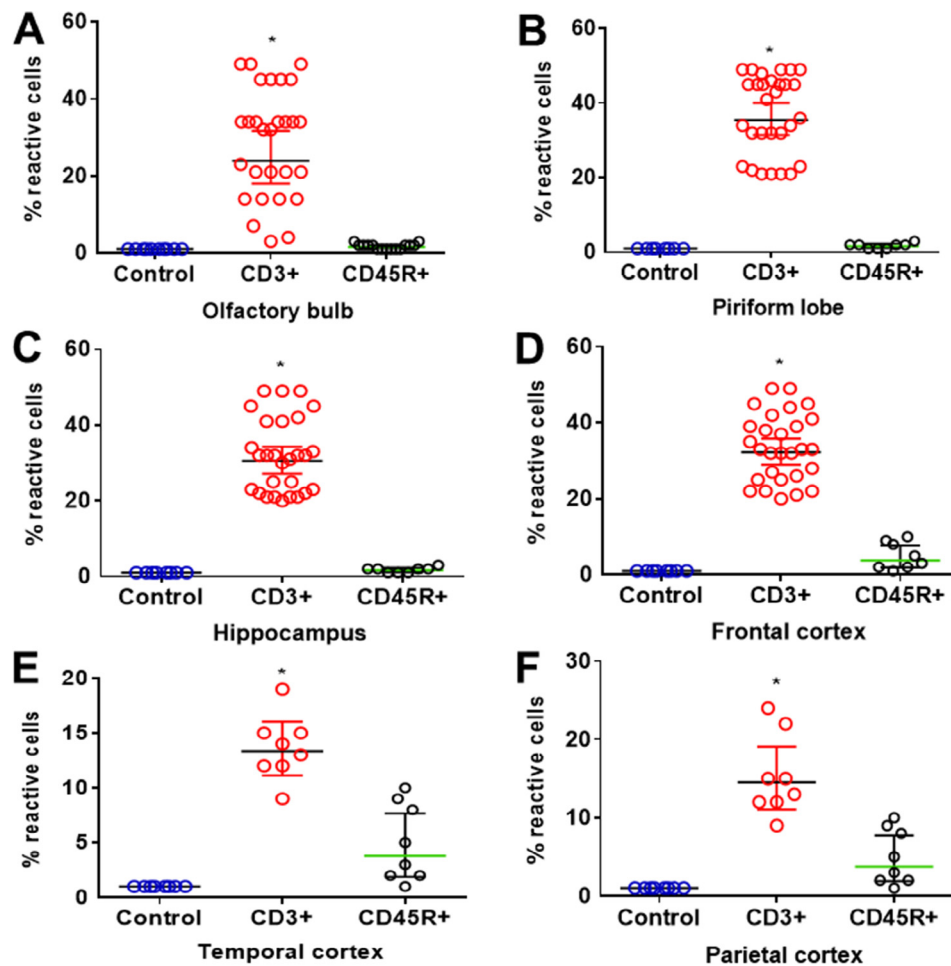 A
% reactive cells
60
40
20
0
*
Control CD3+ CD45R+
Olfactory bulb
B
% reactive cells
60
40
20
0
*
Control CD3+ CD45R+
Piriform lobe
C
% reactive cells
60
40
20
0
*
Control CD3+ CD45R+
Hippocampus
D
% reactive cells
60
40
20
0
*
Control CD3+ CD45R+
Frontal cortex
E
% reactive cells
20
15
10
5
0
*
Control CD3+ CD45R+
Temporal cortex
F
% reactive cells
30
20
10
0
*
Control CD3+ CD45R+
Parietal cortex